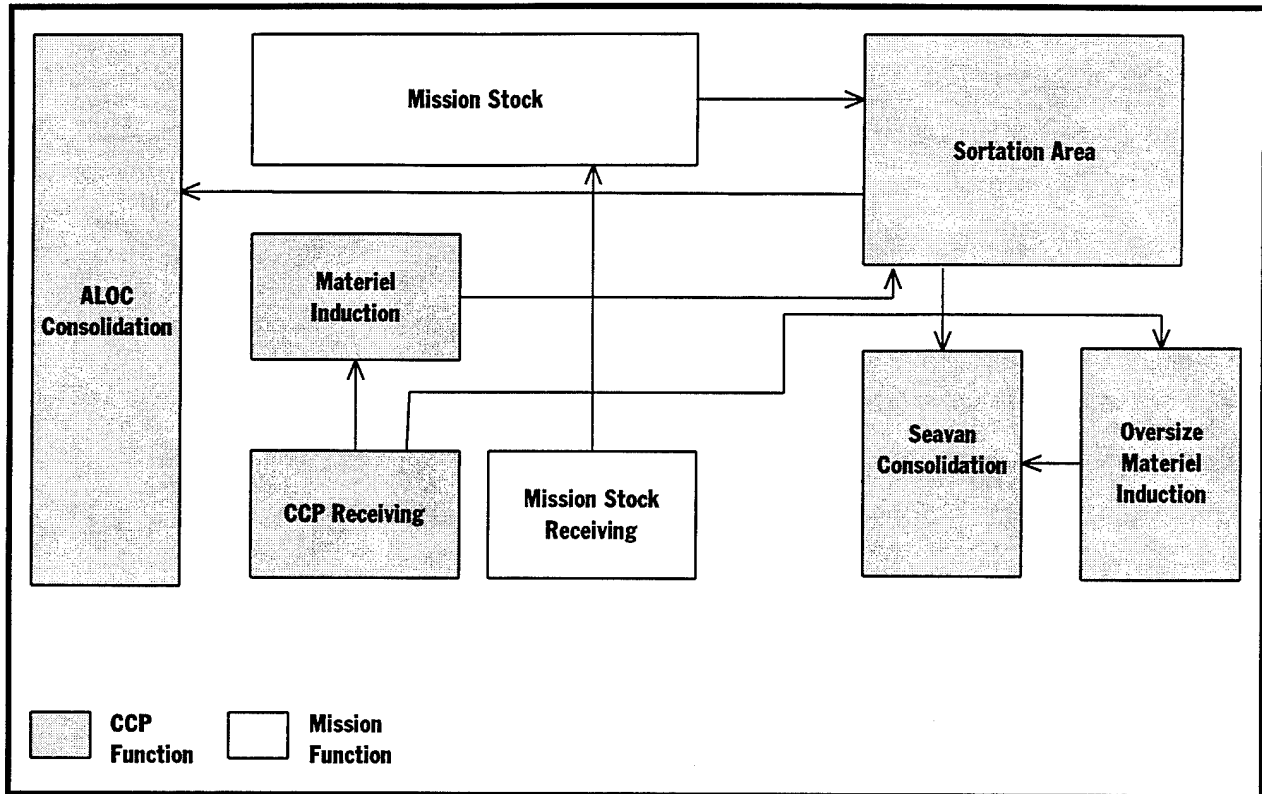 Mission Stock
Sortation Area
ALOC
Consolidation
Materiel
Induction
Seavan
Consolidation
Oversize
Materiel
Induction
CCP Receiving
Mission Stock
Receiving
CCP
Function
Mission
Function